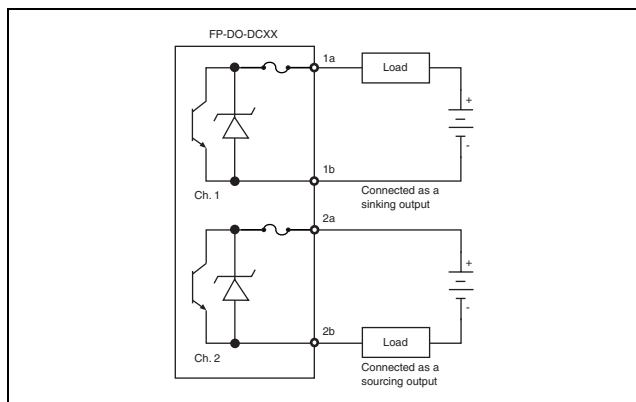 FP-DO-DCXX
1a
Load
+
-
1b
Ch. 1
Connected as a
sinking output
2a
+
-
2b
Load
Ch. 2
Connected as a
sourcing output